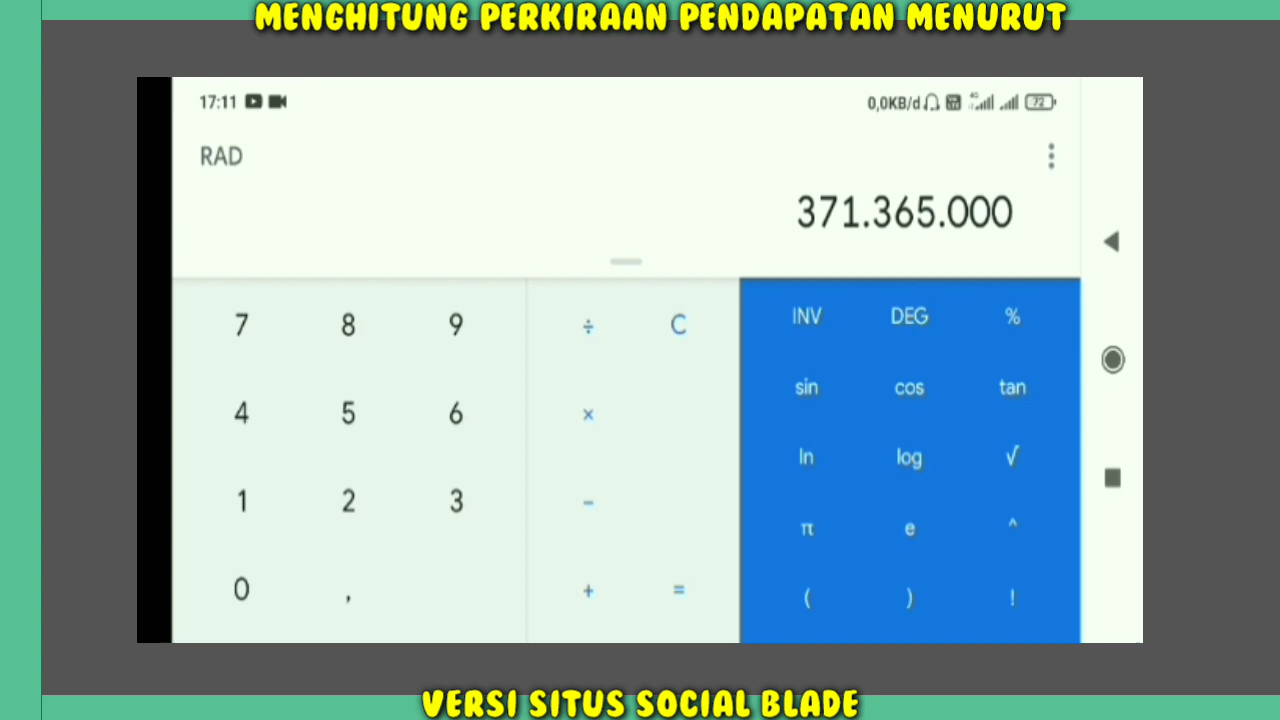 MENGHITUNG PERKIRAAN PENDAPATAN MENURUT
17:11 0,0KB/d 4G 72
RAD
371.365.000
7 8 9 ÷ C INV DEG %
sin cos tan
4 5 6 ×
ln log √
1 2 3 −
π e ^
0 , + =
( ) !
VERSI SITUS SOCIAL BLADE